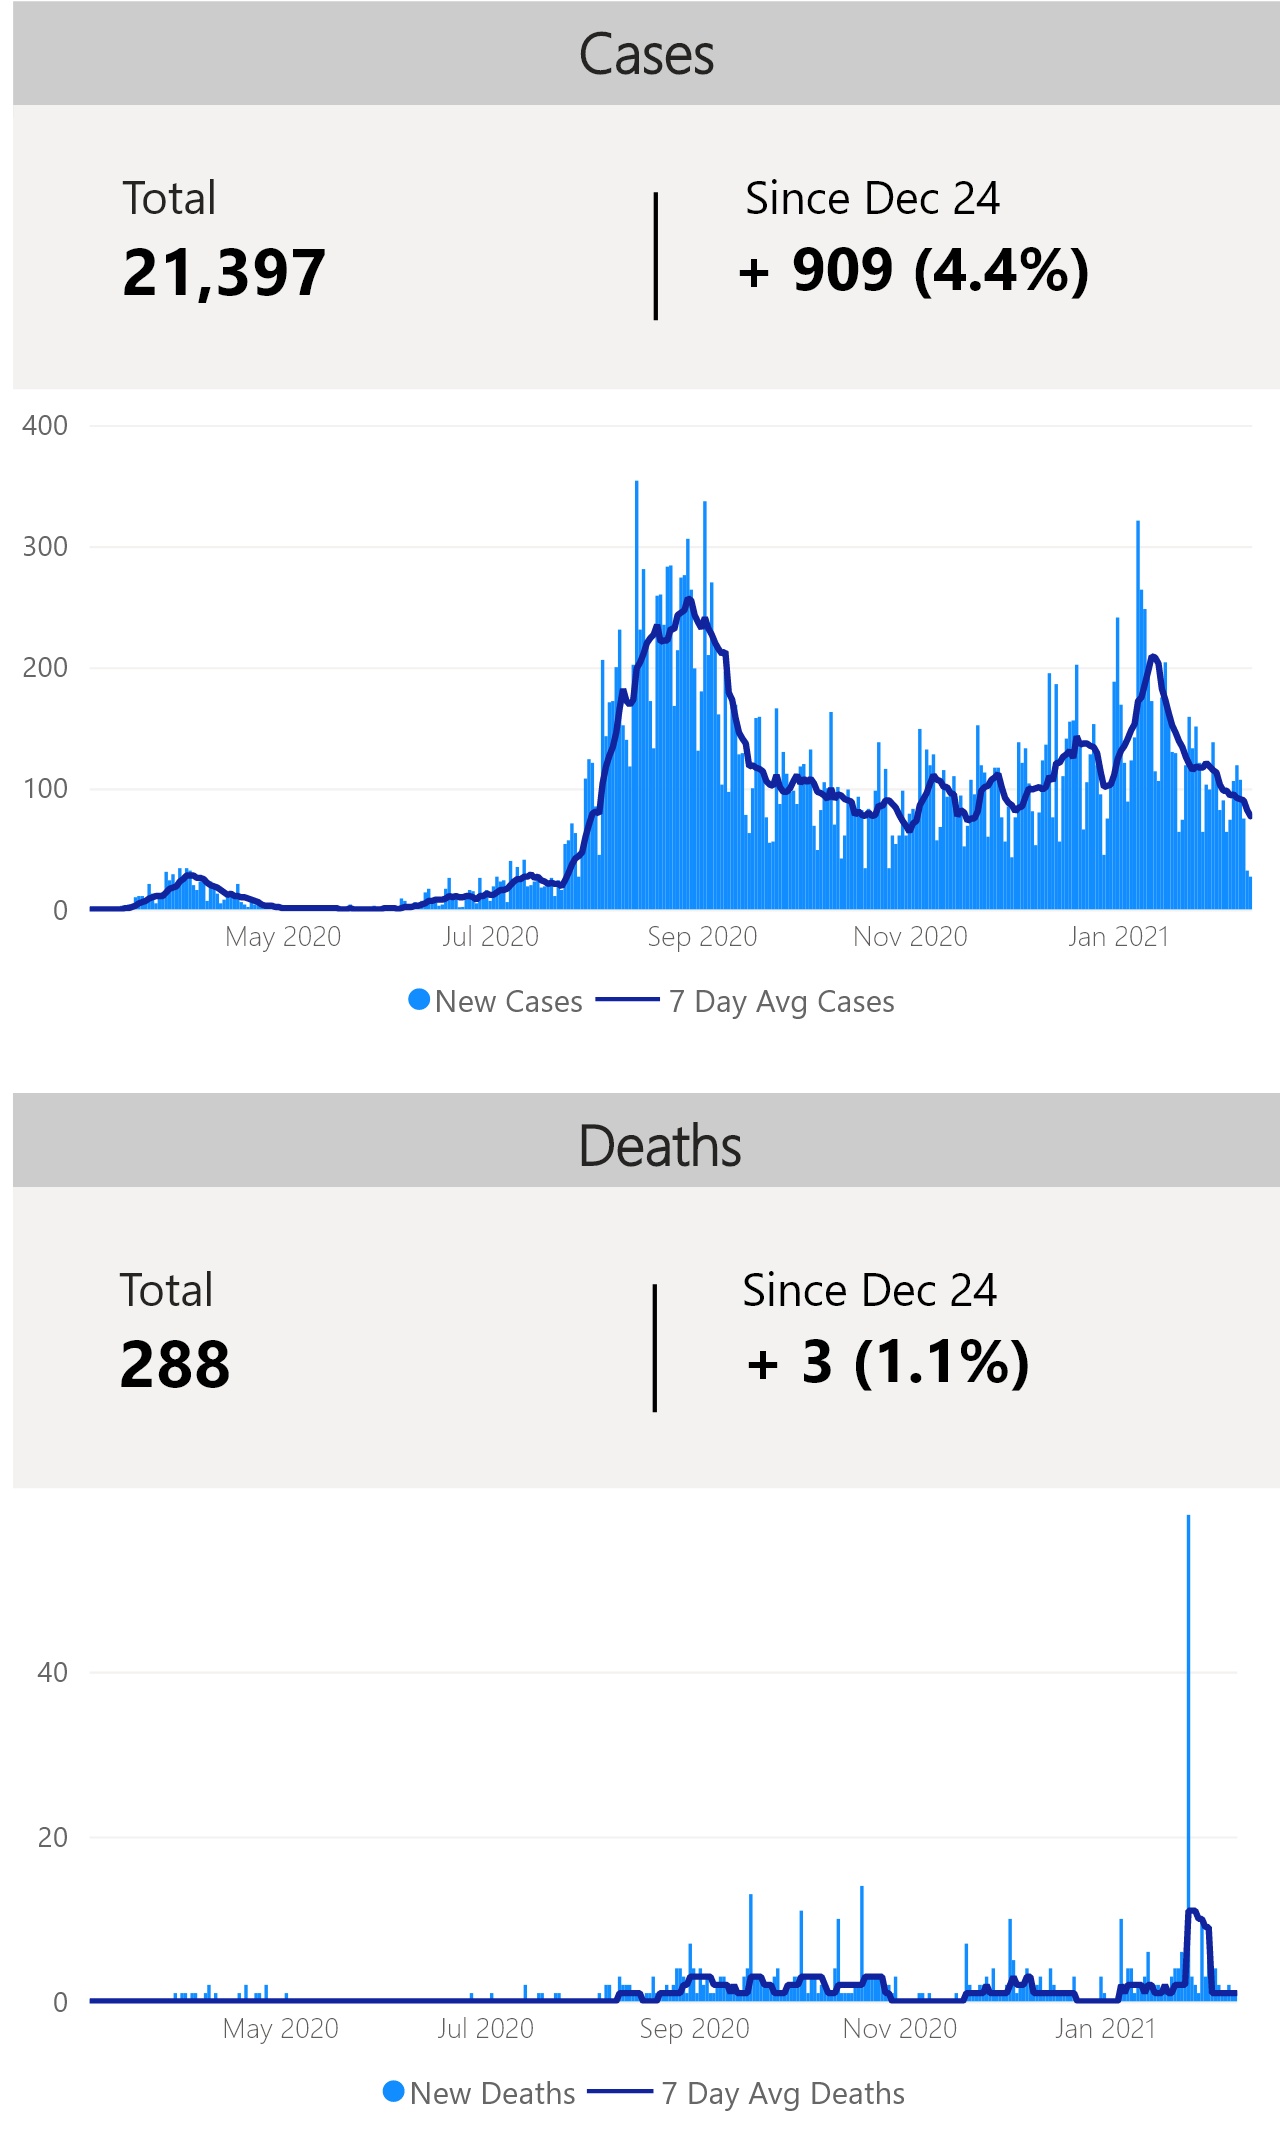 Cases
Total
Since Dec 24
21,397
+ 909 (4.4%)
400
300
200
100
0
May 2020
Jul 2020
Sep 2020
Nov 2020
Jan 2021
New Cases
7 Day Avg Cases
Deaths
Total
Since Dec 24
288
+ 3 (1.1%)
40
20
0
May 2020
Jul 2020
Sep 2020
Nov 2020
Jan 2021
New Deaths
7 Day Avg Deaths